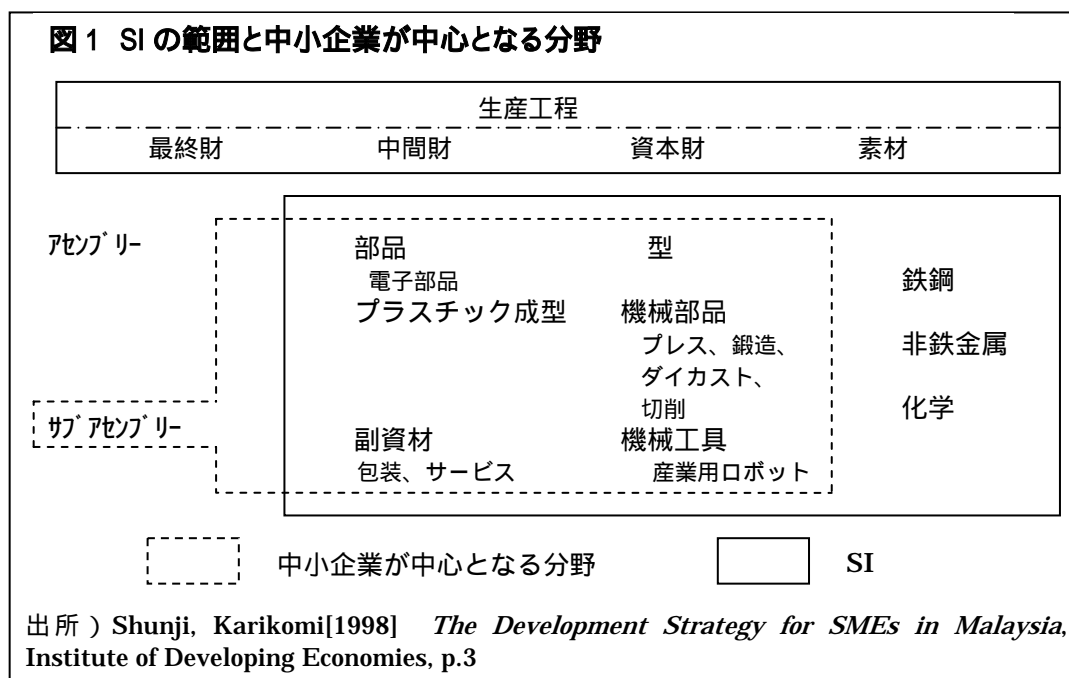 図1 SIの範囲と中小企業が中心となる分野
生産工程
最終財 中間財 資本財 素材
ｱｾﾝﾌﾞﾘｰ 部品 型
電子部品 鉄鋼
プラスチック成型 機械部品
プレス、鍛造、 非鉄金属
ダイカスト、
切削 化学
ｻﾌﾞｱｾﾝﾌﾞﾘｰ 副資材 機械工具
包装、サービス 産業用ロボット
中小企業が中心となる分野 SI
出所）Shunji, Karikomi[1998] The Development Strategy for SMEs in Malaysia,
Institute of Developing Economies, p.3